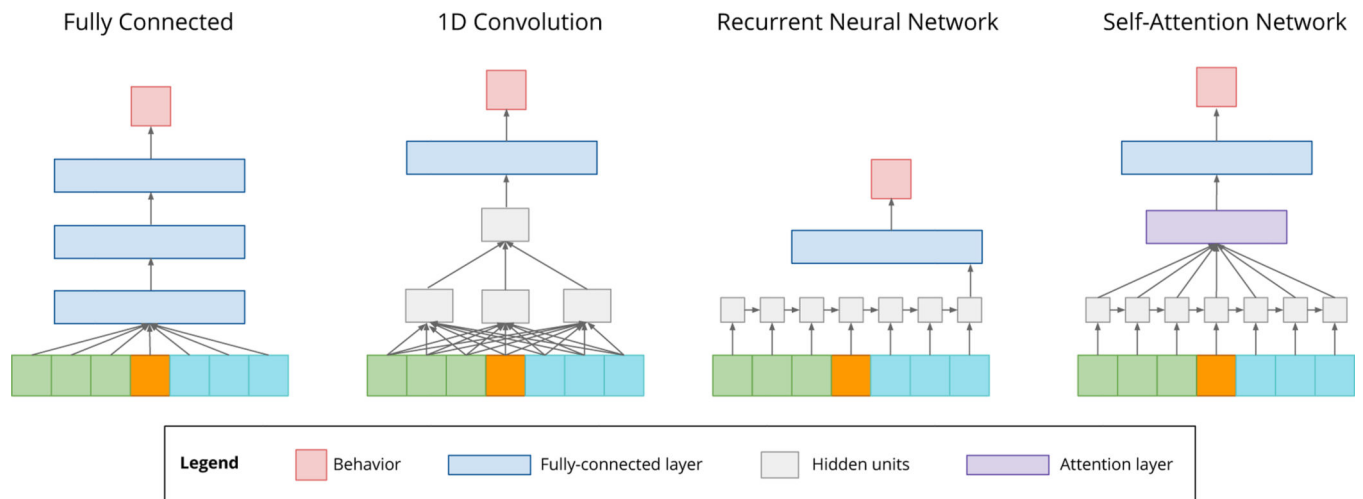 Fully Connected
1D Convolution
Recurrent Neural Network
Self-Attention Network
Legend
Behavior
Fully-connected layer
Hidden units
Attention layer